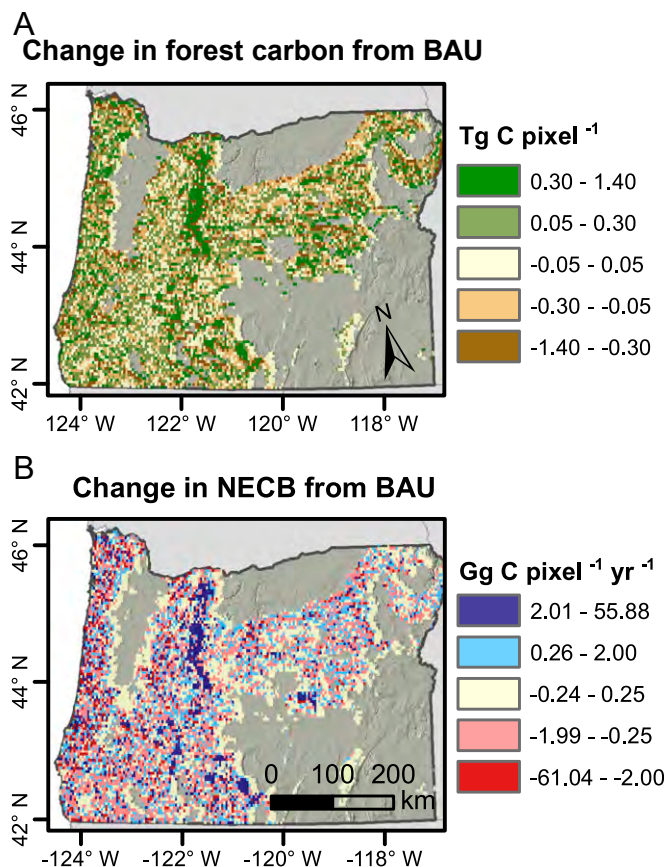 A
Change in forest carbon from BAU
46° N
44° N
42° N
124° W
122° W
120° W
118° W
N
Tg C pixel -1
0.30 - 1.40
0.05 - 0.30
-0.05 - 0.05
-0.30 - -0.05
-1.40 - -0.30
B
Change in NECB from BAU
46° N
44° N
42° N
-124° W
-122° W
-120° W
-118° W
0 100 200
km
Gg C pixel -1 yr -1
2.01 - 55.88
0.26 - 2.00
-0.24 - 0.25
-1.99 - -0.25
-61.04 - -2.00